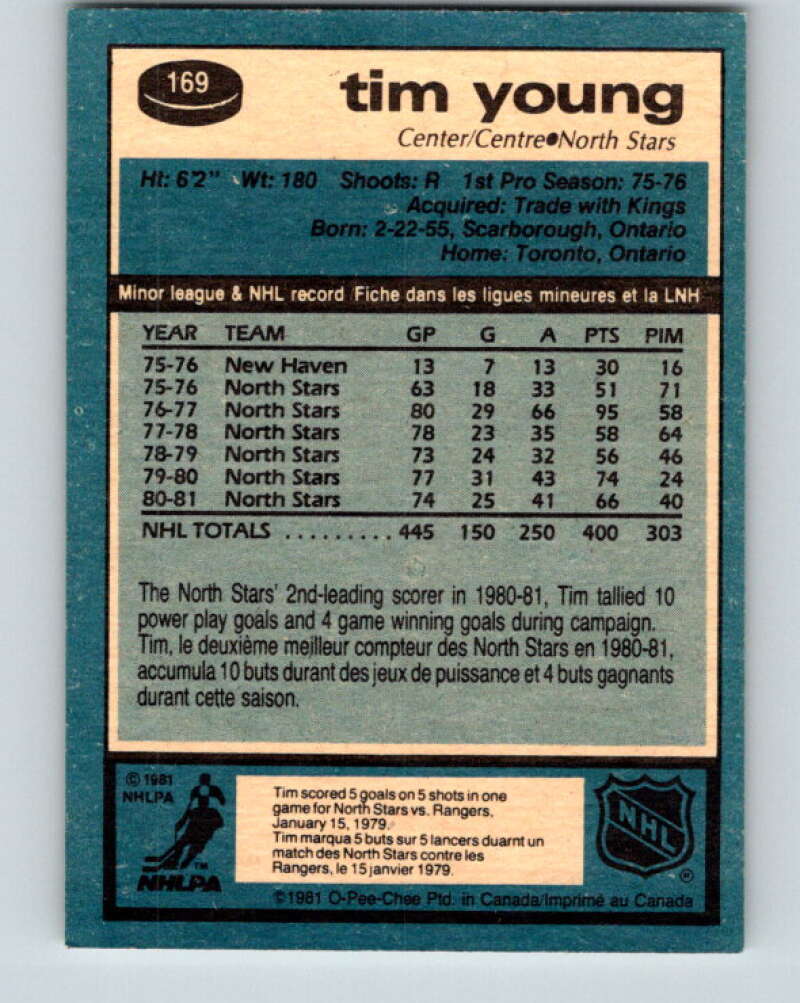 169
tim young
Center/Centre●North Stars
Ht: 6'2" Wt: 180 Shoots: R 1st Pro Season: 75-76
Acquired: Trade with Kings
Born: 2-22-55, Scarborough, Ontario
Home: Toronto, Ontario
Minor league & NHL record /Fiche dans les ligues mineures et la LNH
YEAR TEAM GP G A PTS PIM
75-76 New Haven 13 7 13 30 16
75-76 North Stars 63 18 33 51 71
76-77 North Stars 80 29 66 95 58
77-78 North Stars 78 23 35 58 64
78-79 North Stars 73 24 32 56 46
79-80 North Stars 77 31 43 74 24
80-81 North Stars 74 25 41 66 40
NHL TOTALS ......... 445 150 250 400 303
The North Stars' 2nd-leading scorer in 1980-81, Tim tallied 10
power play goals and 4 game winning goals during campaign.
Tim, le deuxième meilleur compteur des North Stars en 1980-81,
accumula 10 buts durant des jeux de puissance et 4 buts gagnants
durant cette saison.
© 1981
NHLPA
TM
NHLPA
Tim scored 5 goals on 5 shots in one
game for North Stars vs. Rangers,
January 15, 1979.
Tim marqua 5 buts sur 5 lancers duarnt un
match des North Stars contre les
Rangers, le 15 janvier 1979.
NHL
®
©1981 O-Pee-Chee Ptd. in Canada/Imprimé au Canada